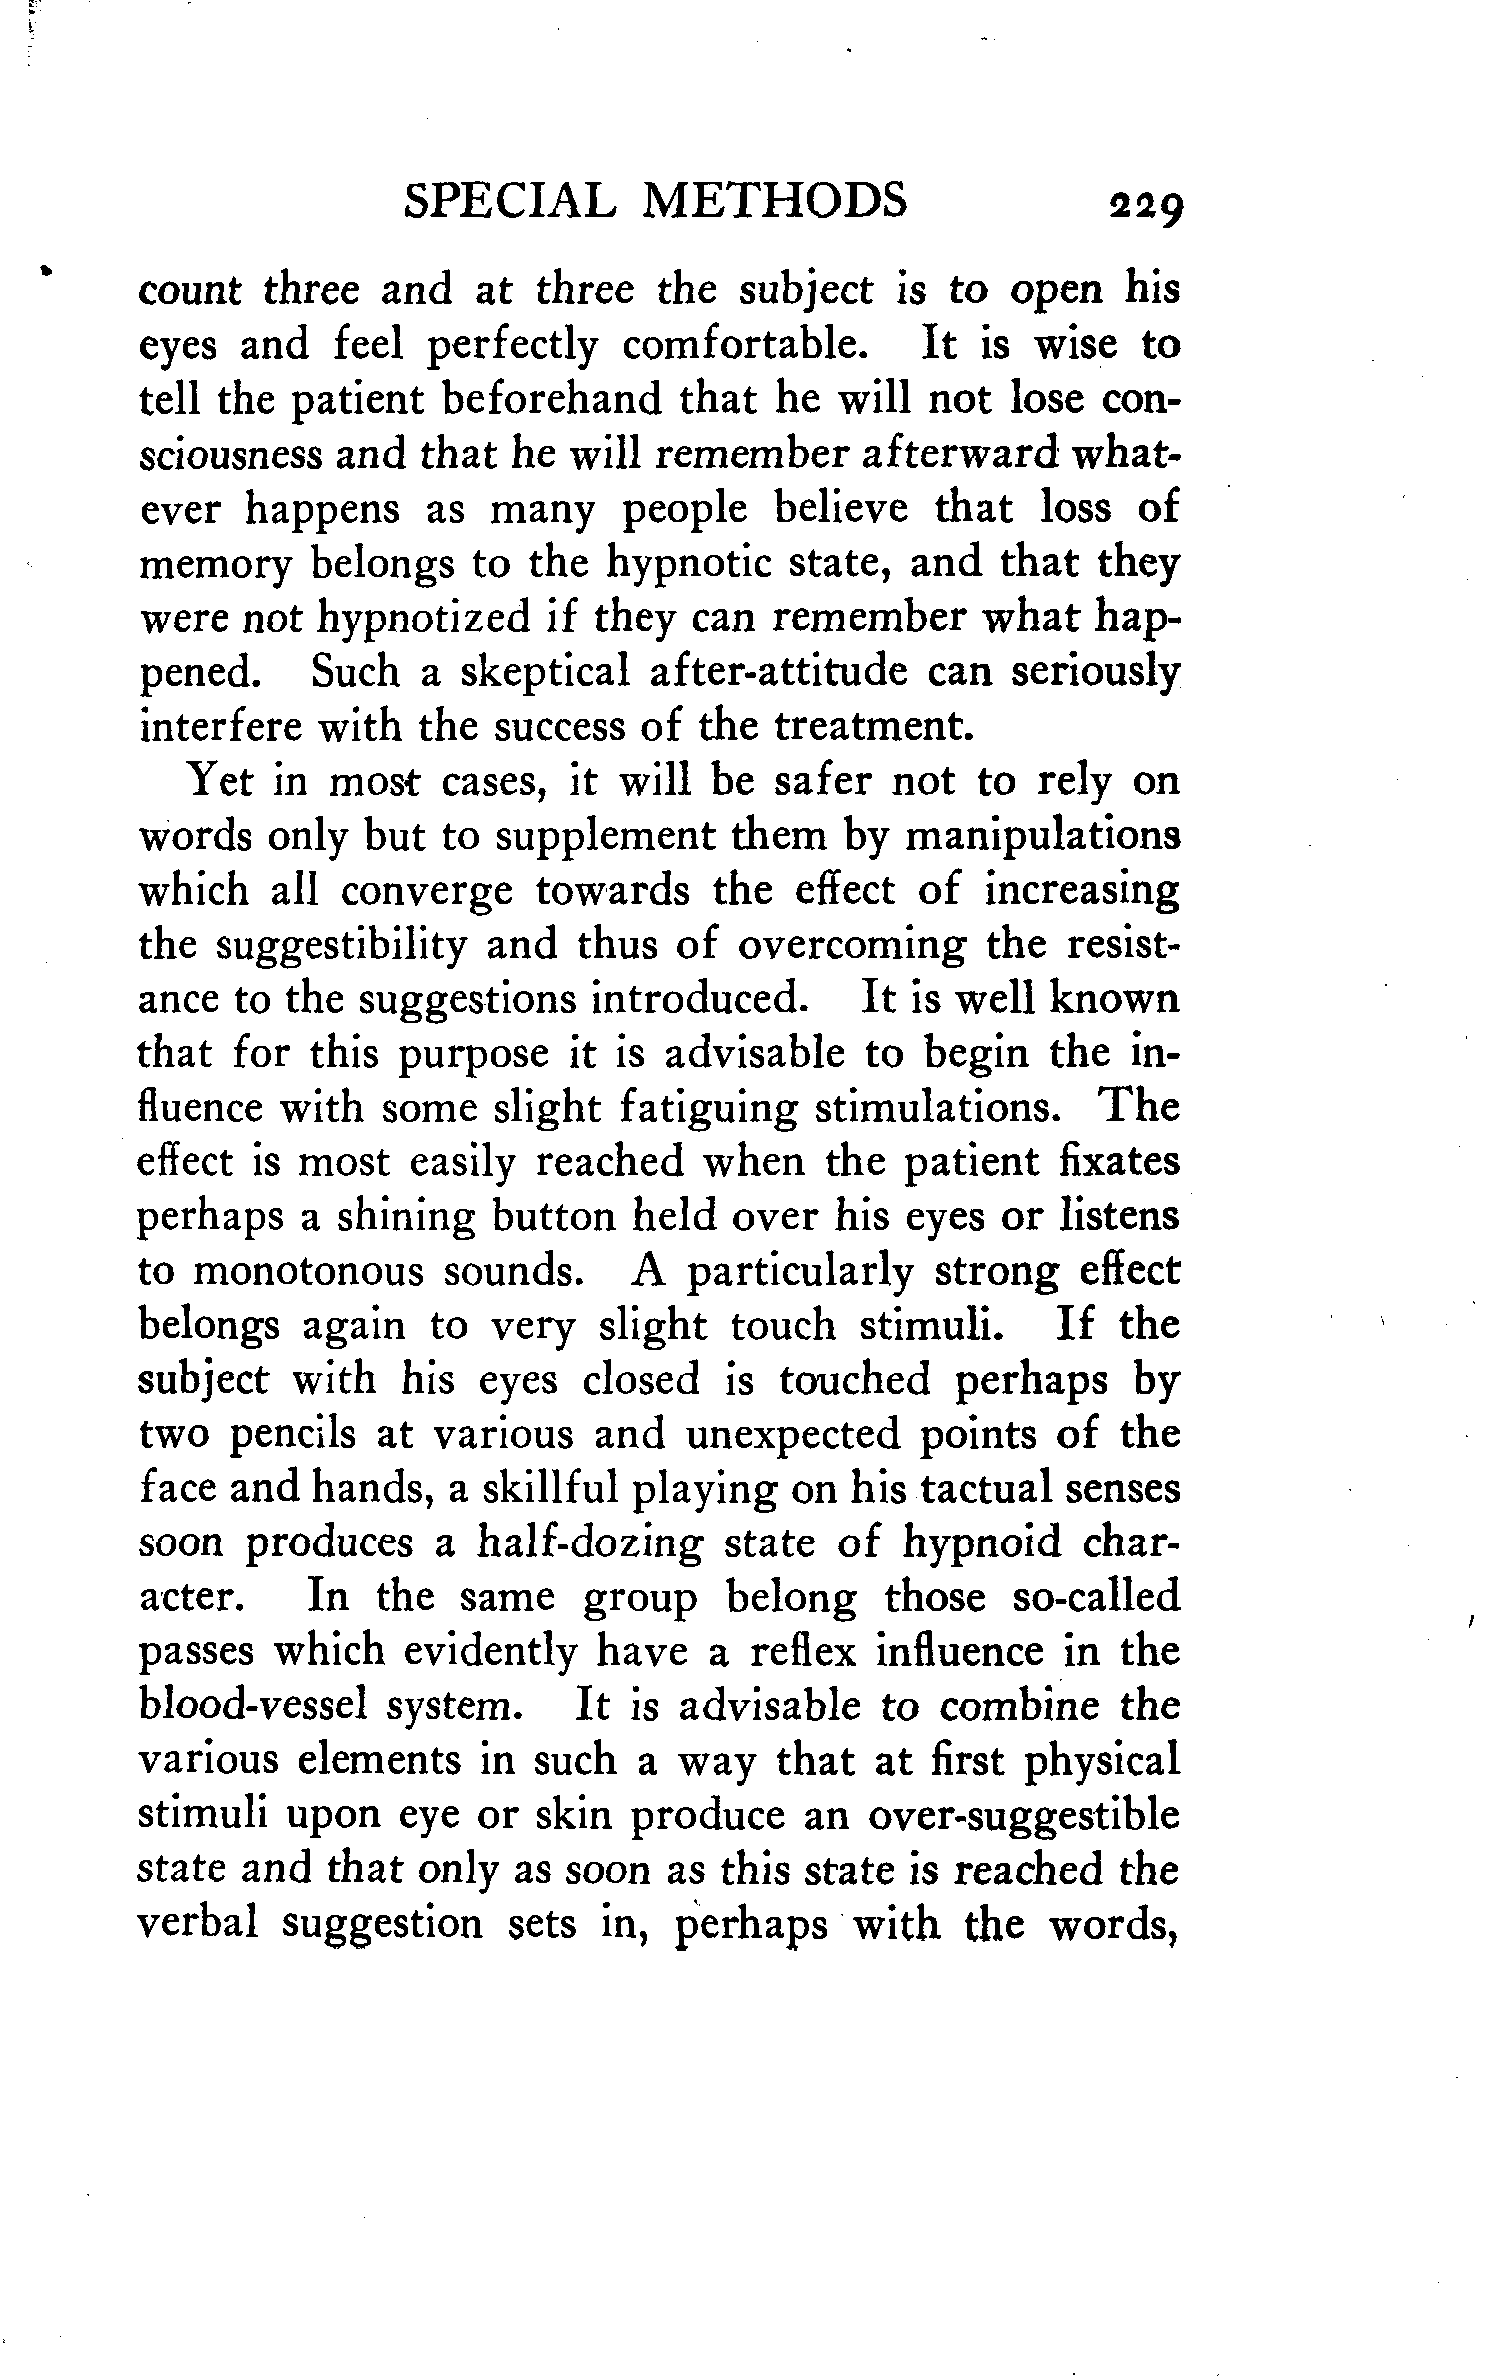 SPECIAL METHODS 229
count three and at three the subject is to open his
eyes and feel perfectly comfortable. It is wise to
tell the patient beforehand that he will not lose con-
sciousness and that he will remember afterward what-
ever happens as many people believe that loss of
memory belongs to the hypnotic state, and that they
were not hypnotized if they can remember what hap-
pened. Such a skeptical after-attitude can seriously
interfere with the success of the treatment.
Yet in most cases, it will be safer not to rely on
words only but to supplement them by manipulations
which all converge towards the effect of increasing
the suggestibility and thus of overcoming the resist-
ance to the suggestions introduced. It is well known
that for this purpose it is advisable to begin the in-
fluence with some slight fatiguing stimulations. The
effect is most easily reached when the patient fixates
perhaps a shining button held over his eyes or listens
to monotonous sounds. A particularly strong effect
belongs again to very slight touch stimuli. If the
subject with his eyes closed is touched perhaps by
two pencils at various and unexpected points of the
face and hands, a skillful playing on his tactual senses
soon produces a half-dozing state of hypnoid char-
acter. In the same group belong those so-called
passes which evidently have a reflex influence in the
blood-vessel system. It is advisable to combine the
various elements in such a way that at first physical
stimuli upon eye or skin produce an over-suggestible
state and that only as soon as this state is reached the
verbal suggestion sets in, perhaps with the words,